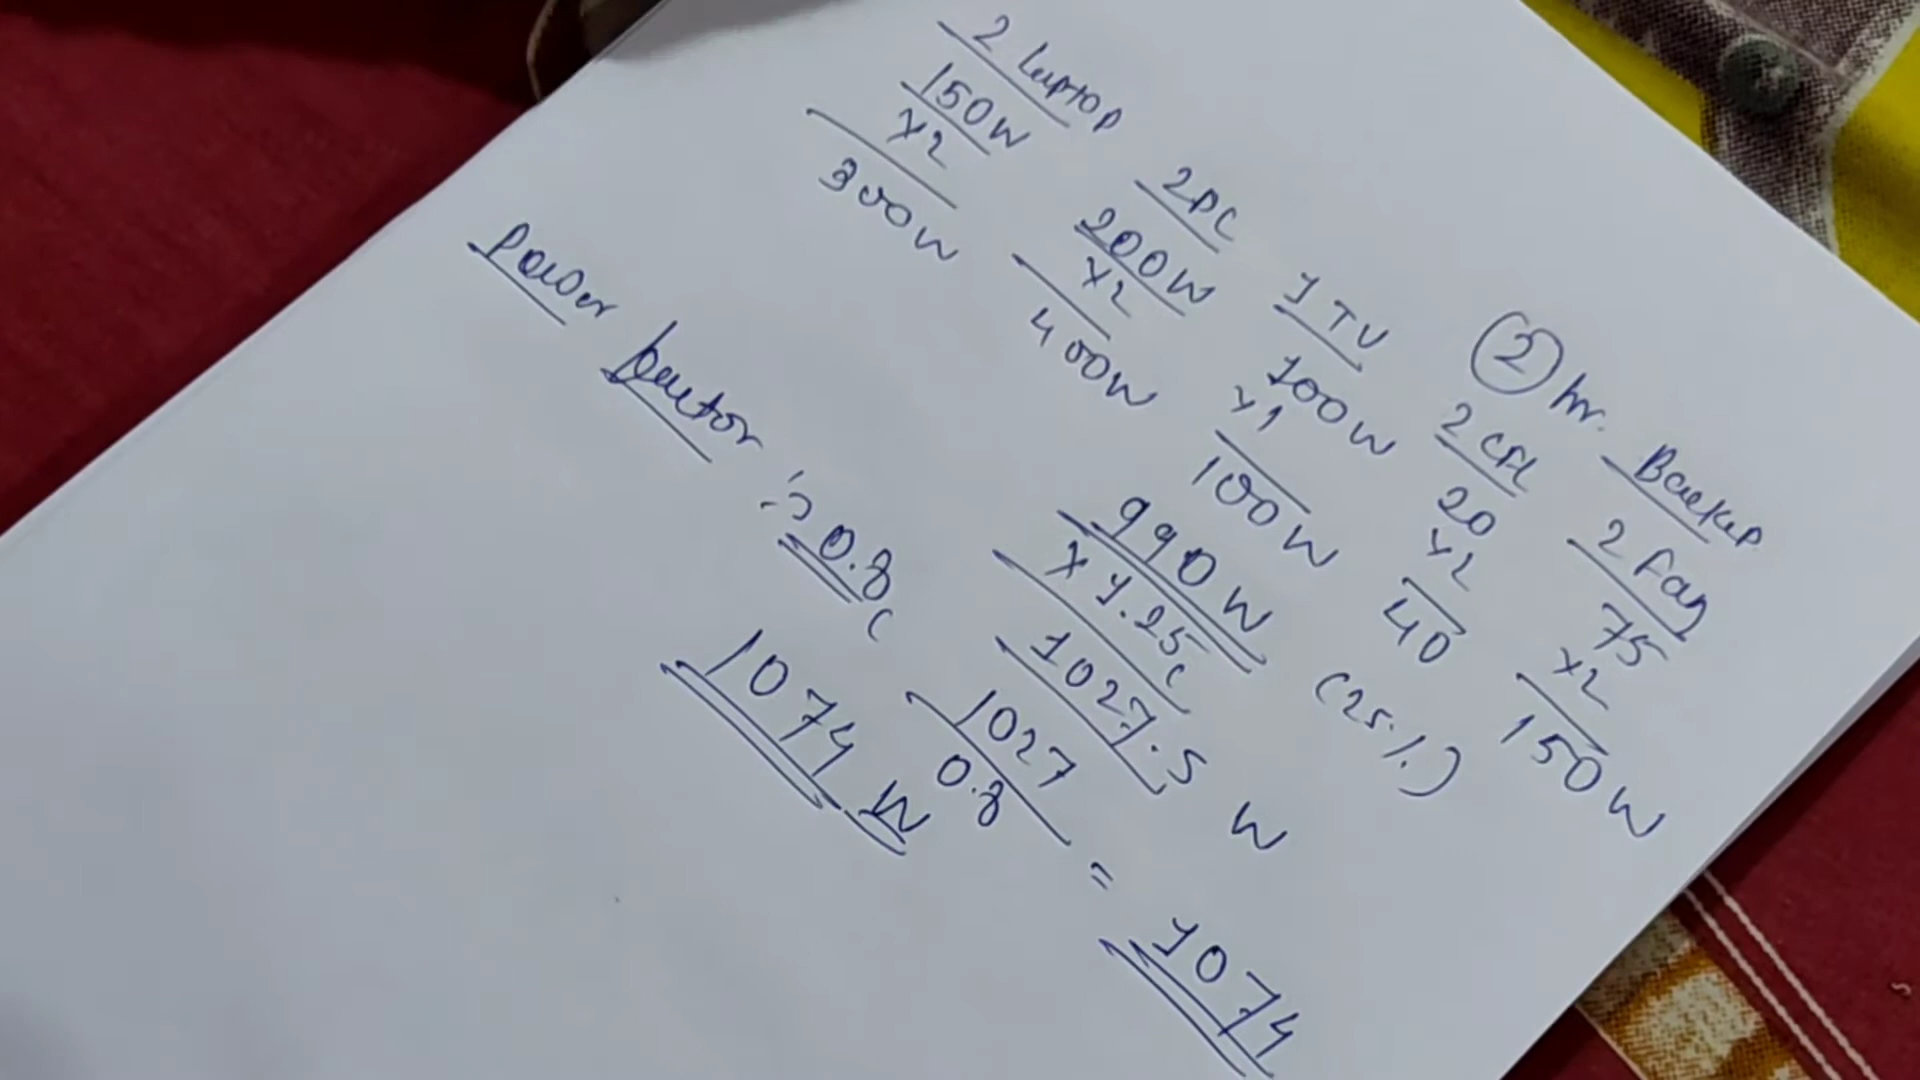 2 Laptop
150W
x2
300W
2PC
200W
x2
400W
1 TV
100W
x1
100W
2 hr. Backup
2 CFL
20
x2
40
2 Fan
75
x2
150W
990W
x 1.25 (25%)
1027.5 W
Power factor :> 0.8
1027
0.8
= 1074
1074 W